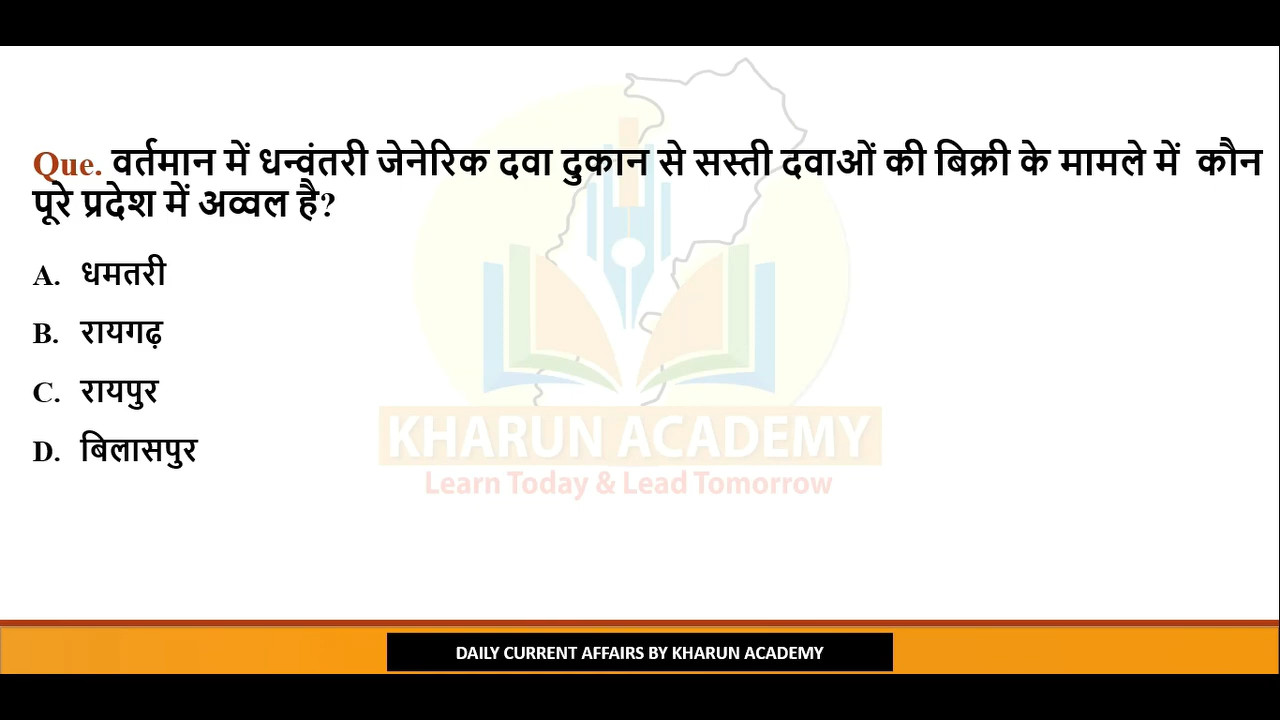 Que. वर्तमान में धन्वंतरी जेनेरिक दवा दुकान से सस्ती दवाओं की बिक्री के मामले में कौन
पूरे प्रदेश में अव्वल है?
A. धमतरी
B. रायगढ़
C. रायपुर
D. बिलासपुर
KHARUN ACADEMY
Learn Today & Lead Tomorrow
DAILY CURRENT AFFAIRS BY KHARUN ACADEMY